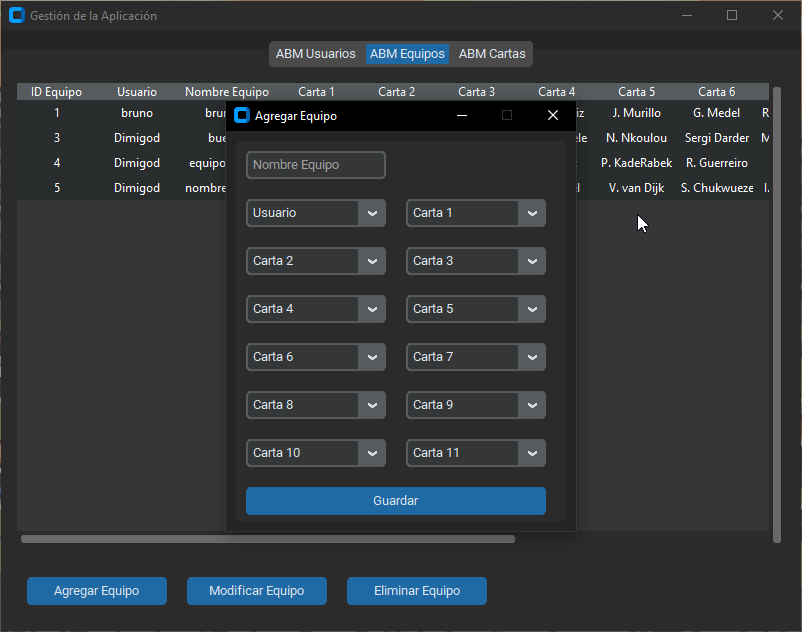 Gestión de la Aplicación
ABM Usuarios ABM Equipos ABM Cartas
ID Equipo Usuario Nombre Equipo Carta 1 Carta 2 Carta 3 Carta 4 Carta 5 Carta 6
1 bruno J. Murillo G. Medel R
3 Dimigod N. Nkoulou Sergi Darder
4 Dimigod equipo P. KadeRabek R. Guerreiro
5 Dimigod nombre V. van Dijk S. Chukwueze I.
Agregar Equipo
Nombre Equipo
Usuario Carta 1
Carta 2 Carta 3
Carta 4 Carta 5
Carta 6 Carta 7
Carta 8 Carta 9
Carta 10 Carta 11
Guardar
Agregar Equipo Modificar Equipo Eliminar Equipo